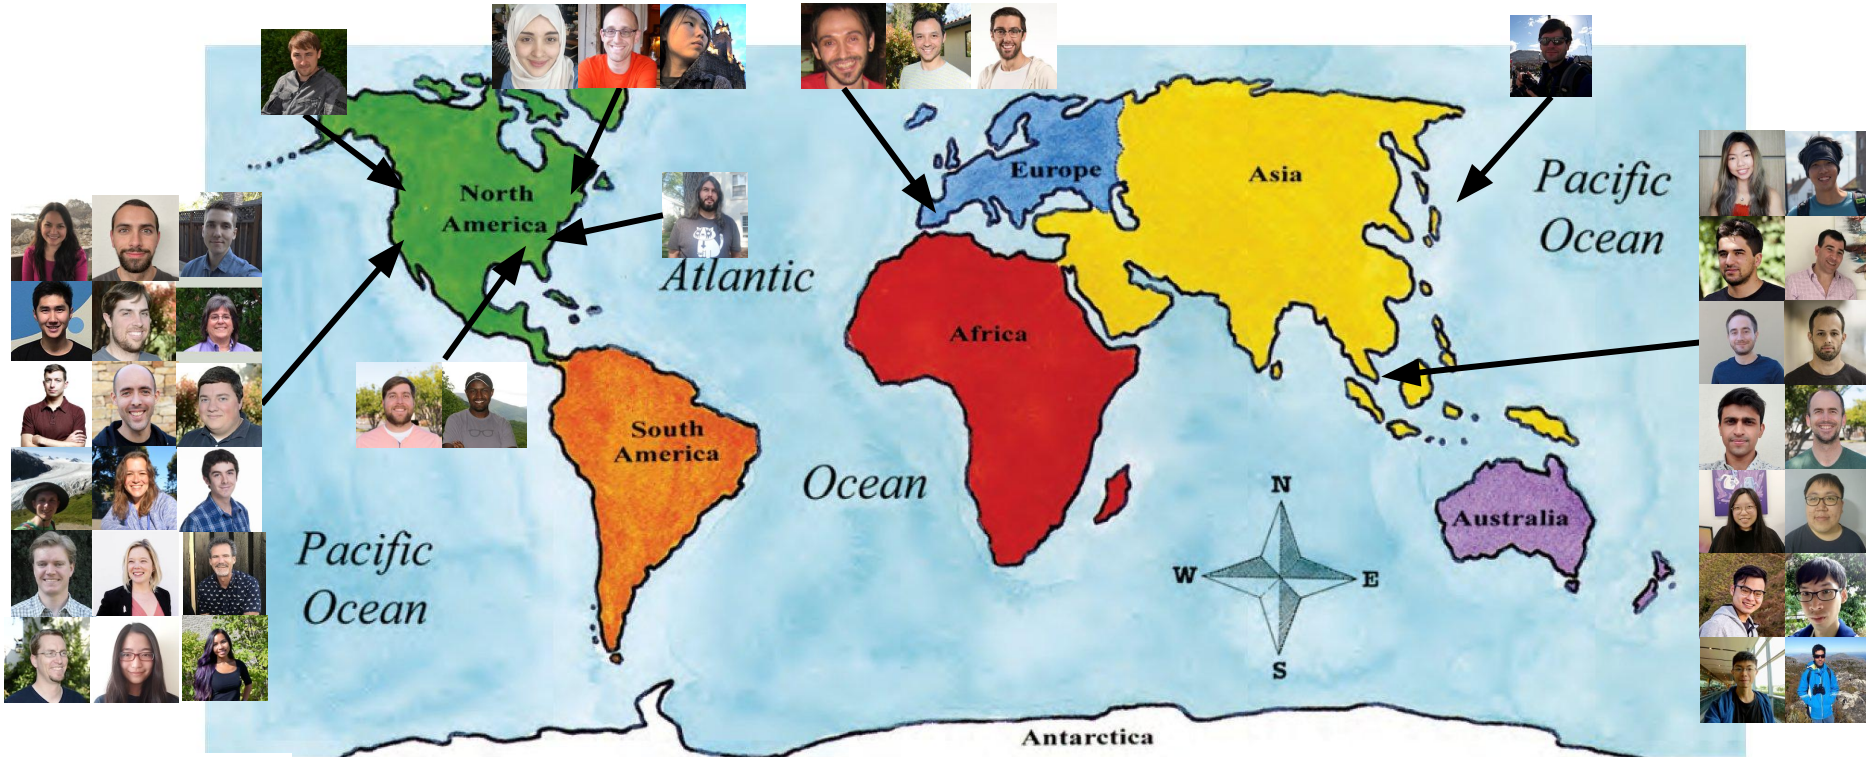 North
America
Europe
Asia
Pacific
Ocean
Atlantic
Africa
South
America
Ocean
N
W
E
S
Australia
Pacific
Ocean
Antarctica